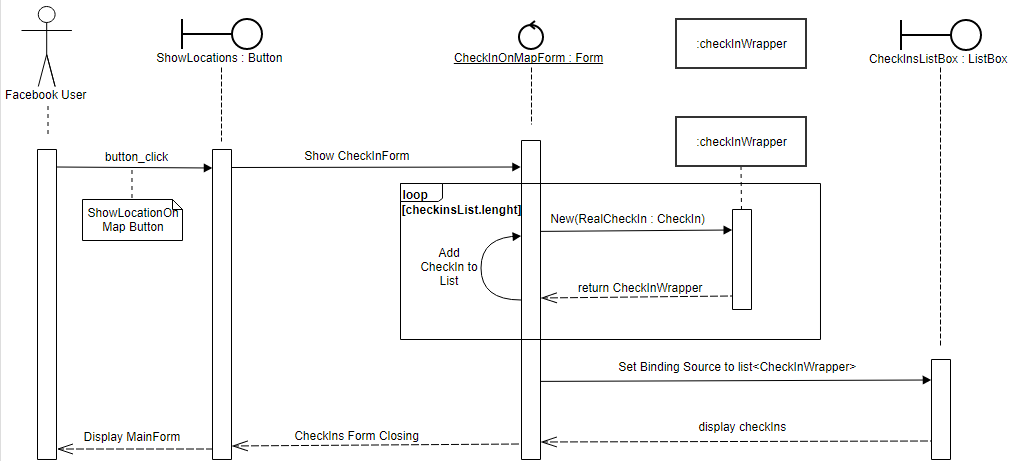 :checkInWrapper
ShowLocations : Button
CheckInOnMapForm : Form
CheckInsListBox : ListBox
Facebook User
:checkInWrapper
button_click
Show CheckInForm
loop
[checkinsList.lenght]
ShowLocationOn
Map Button
New(RealCheckIn : CheckIn)
Add
CheckIn to
List
return CheckInWrapper
Set Binding Source to list<CheckInWrapper>
display checkIns
CheckIns Form Closing
Display MainForm